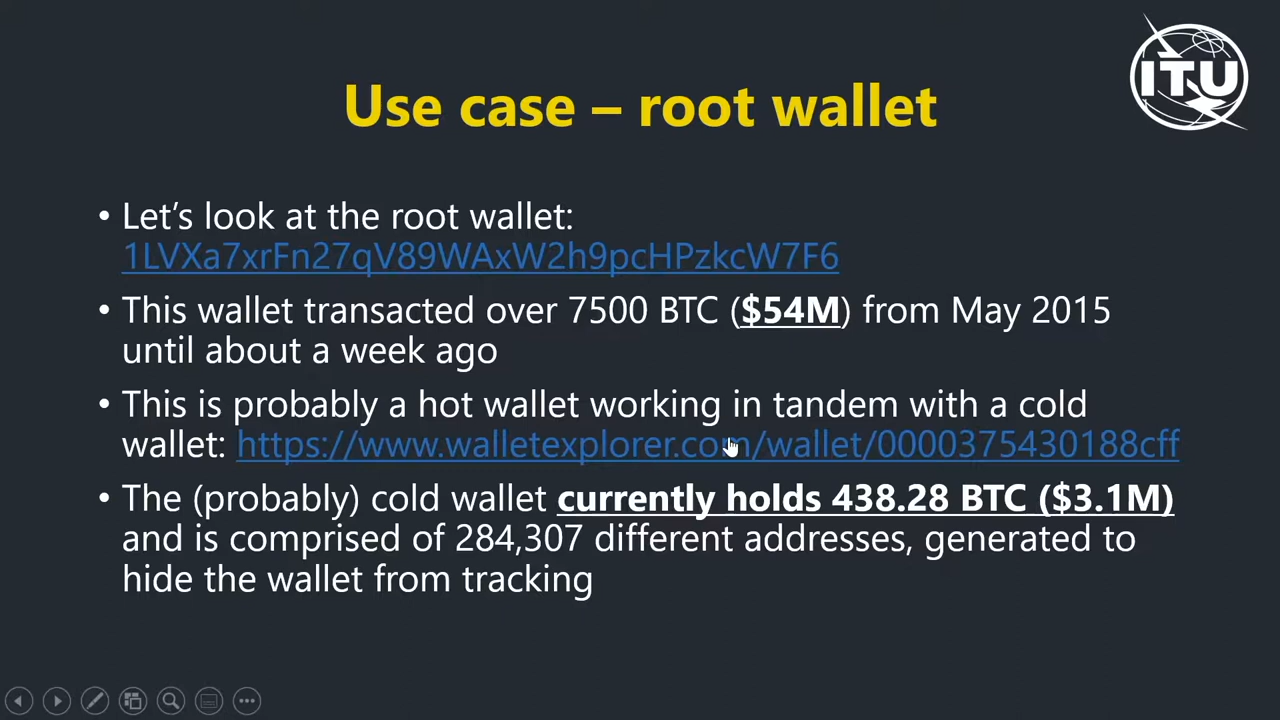 ITU
Use case – root wallet
• Let’s look at the root wallet:
1LVXa7xrFn27qV89WAxW2h9pcHPzkcW7F6
• This wallet transacted over 7500 BTC ($54M) from May 2015
until about a week ago
• This is probably a hot wallet working in tandem with a cold
wallet: https://www.walletexplorer.com/wallet/0000375430188cff
• The (probably) cold wallet currently holds 438.28 BTC ($3.1M)
and is comprised of 284,307 different addresses, generated to
hide the wallet from tracking